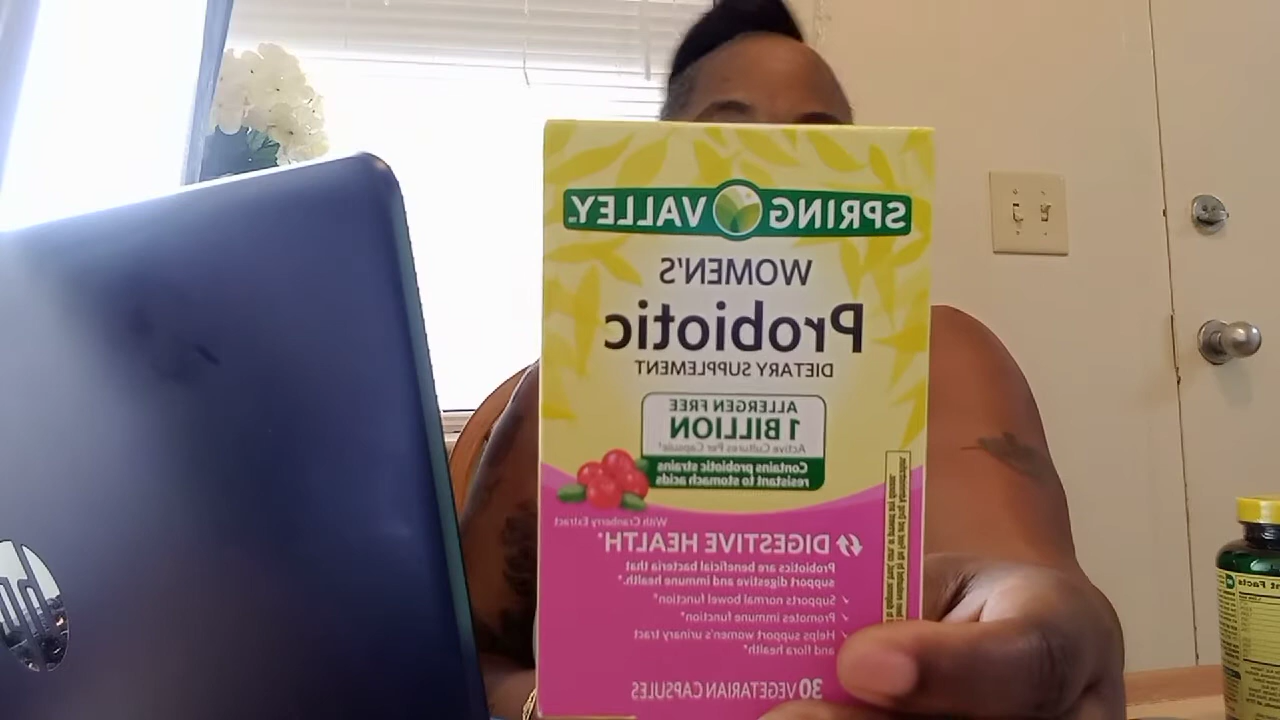 SPRING VALLEY
WOMEN'S
Probiotic
DIETARY SUPPLEMENT
ALLERGEN FREE
1 BILLION
Active Cultures Per Capsule*
Contains probiotic strains
resistant to stomach acids
With Cranberry Extract
DIGESTIVE HEALTH*
Probiotics are beneficial bacteria that
support digestive and immune health.*
✓ Supports normal bowel function*
✓ Promotes immune function*
✓ Helps support women's urinary tract
and flora health*
30 VEGETARIAN CAPSULES
hp